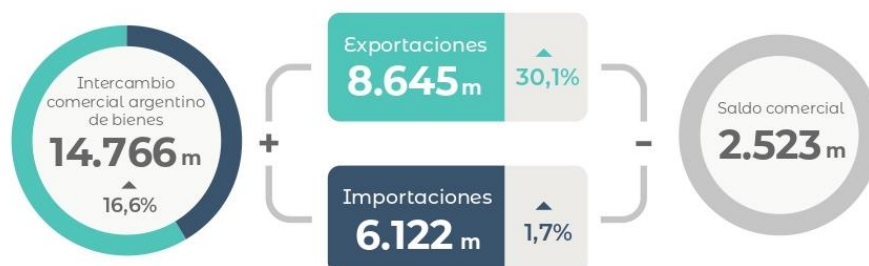 Intercambio
comercial argentino
de bienes
14.766 m
16,6%
+
Exportaciones
8.645 m
30,1%
Importaciones
6.122 m
1,7%
-
Saldo comercial
2.523 m